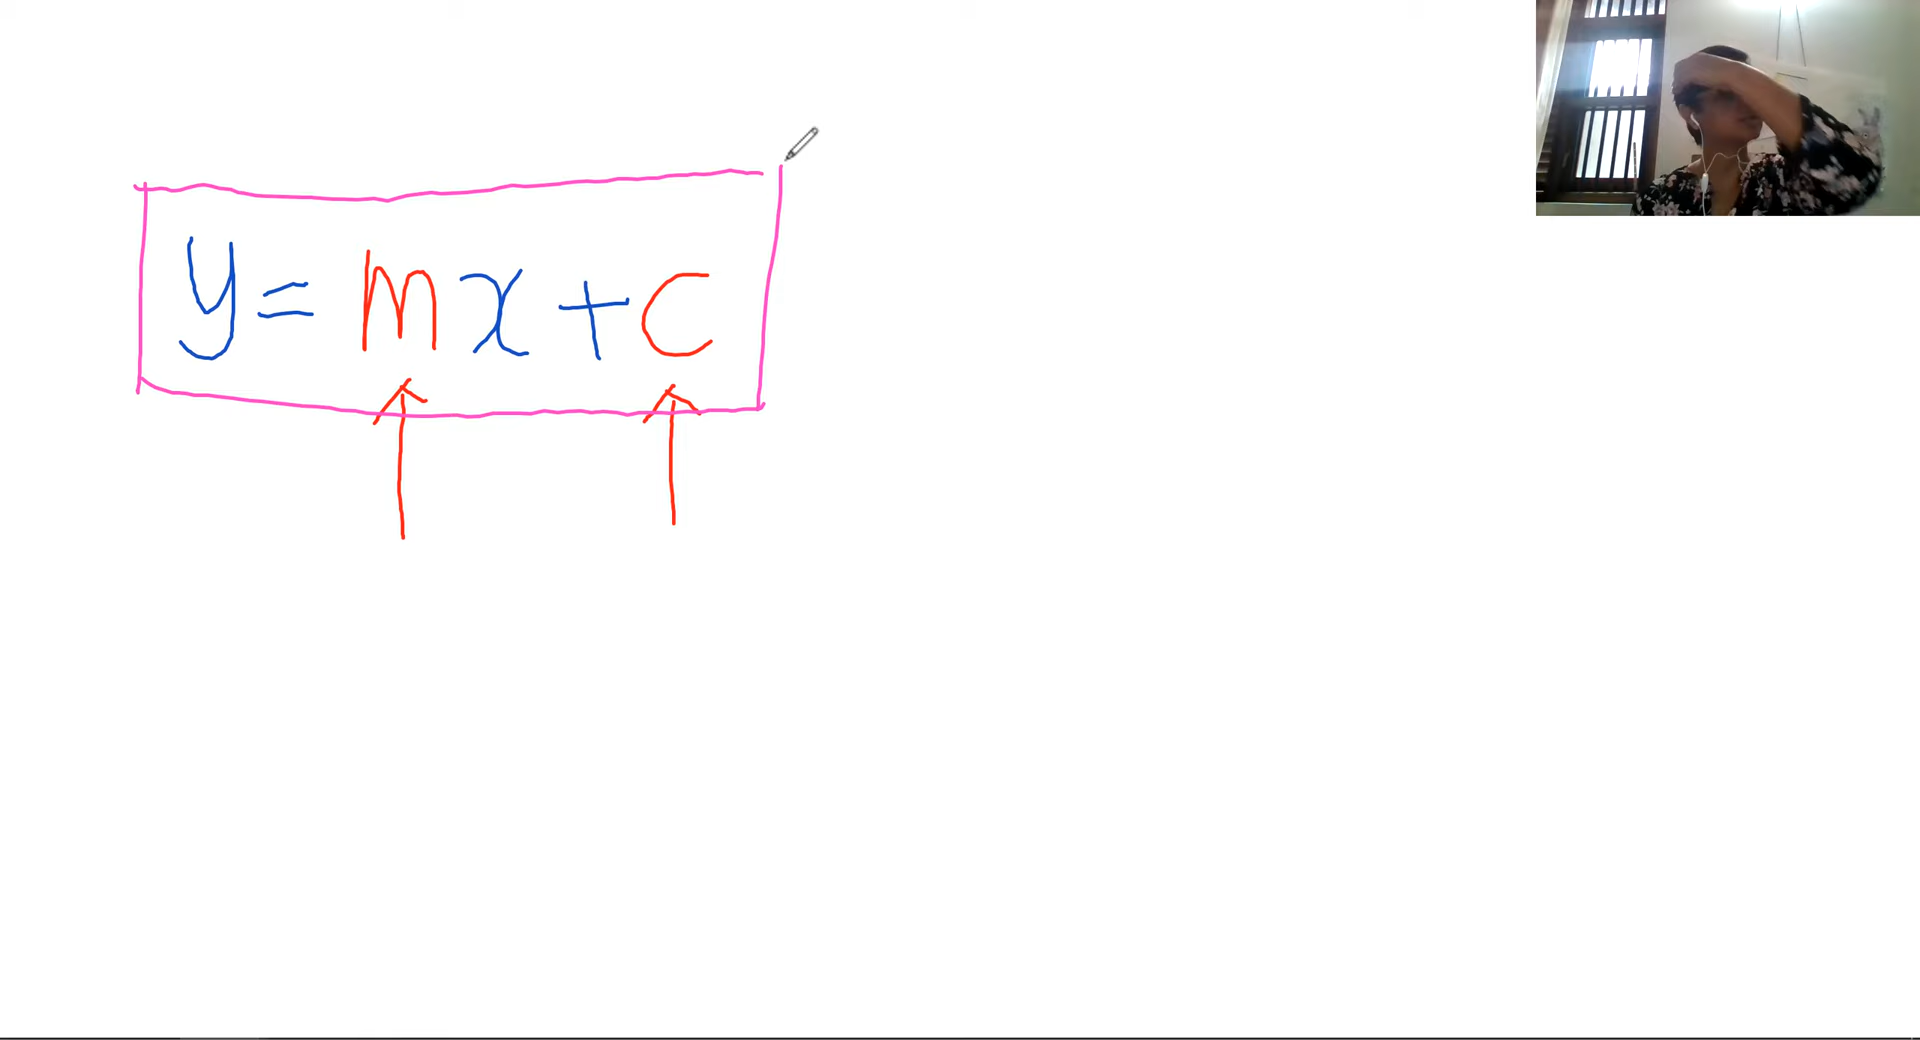 y = mx + c